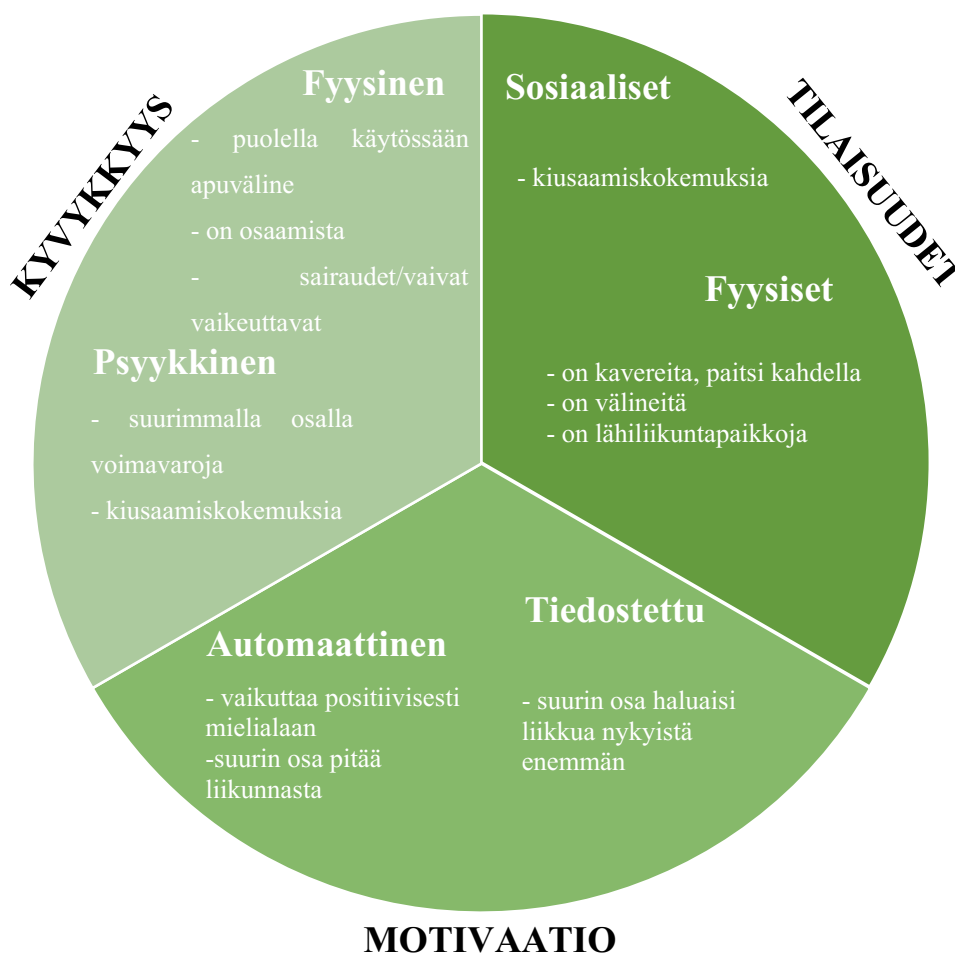 KYVYKKYYS
Fyysinen
- puolella käytössään
apuväline
- on osaamista
- sairaudet/vaivat
vaikeuttavat
Psyykkinen
- suurimmalla osalla
voimavaroja
- kiusaamiskokemuksia
TILAISUUDET
Sosiaaliset
- kiusaamiskokemuksia
Fyysiset
- on kavereita, paitsi kahdella
- on välineitä
- on lähiliikuntapaikkoja
Automaattinen
- vaikuttaa positiivisesti
mielialaan
-suurin osa pitää
liikunnasta
Tiedostettu
- suurin osa haluaisi
liikkua nykyistä
enemmän
MOTIVAATIO